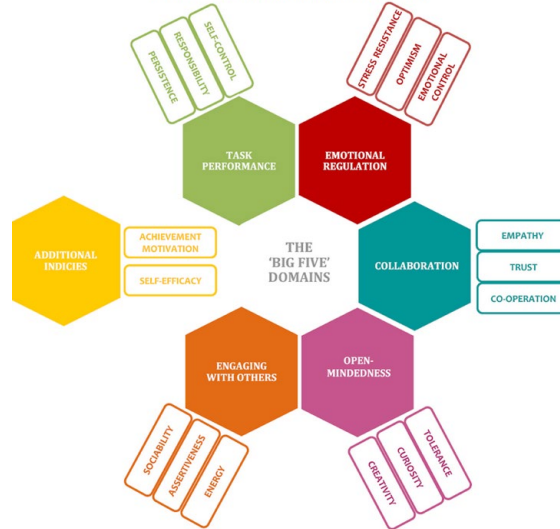 PERSISTENCE
RESPONSIBILITY
SELF-CONTROL
STRESS RESISTANCE
OPTIMISM
EMOTIONAL
CONTROL
TASK
PERFORMANCE
EMOTIONAL
REGULATION
ADDITIONAL
INDICIES
ACHIEVEMENT
MOTIVATION
SELF-EFFICACY
THE
‘BIG FIVE’
DOMAINS
COLLABORATION
EMPATHY
TRUST
CO-OPERATION
ENGAGING
WITH OTHERS
OPEN-
MINDEDNESS
SOCIABILITY
ASSERTIVENESS
ENERGY
CREATIVITY
CURIOSITY
TOLERANCE